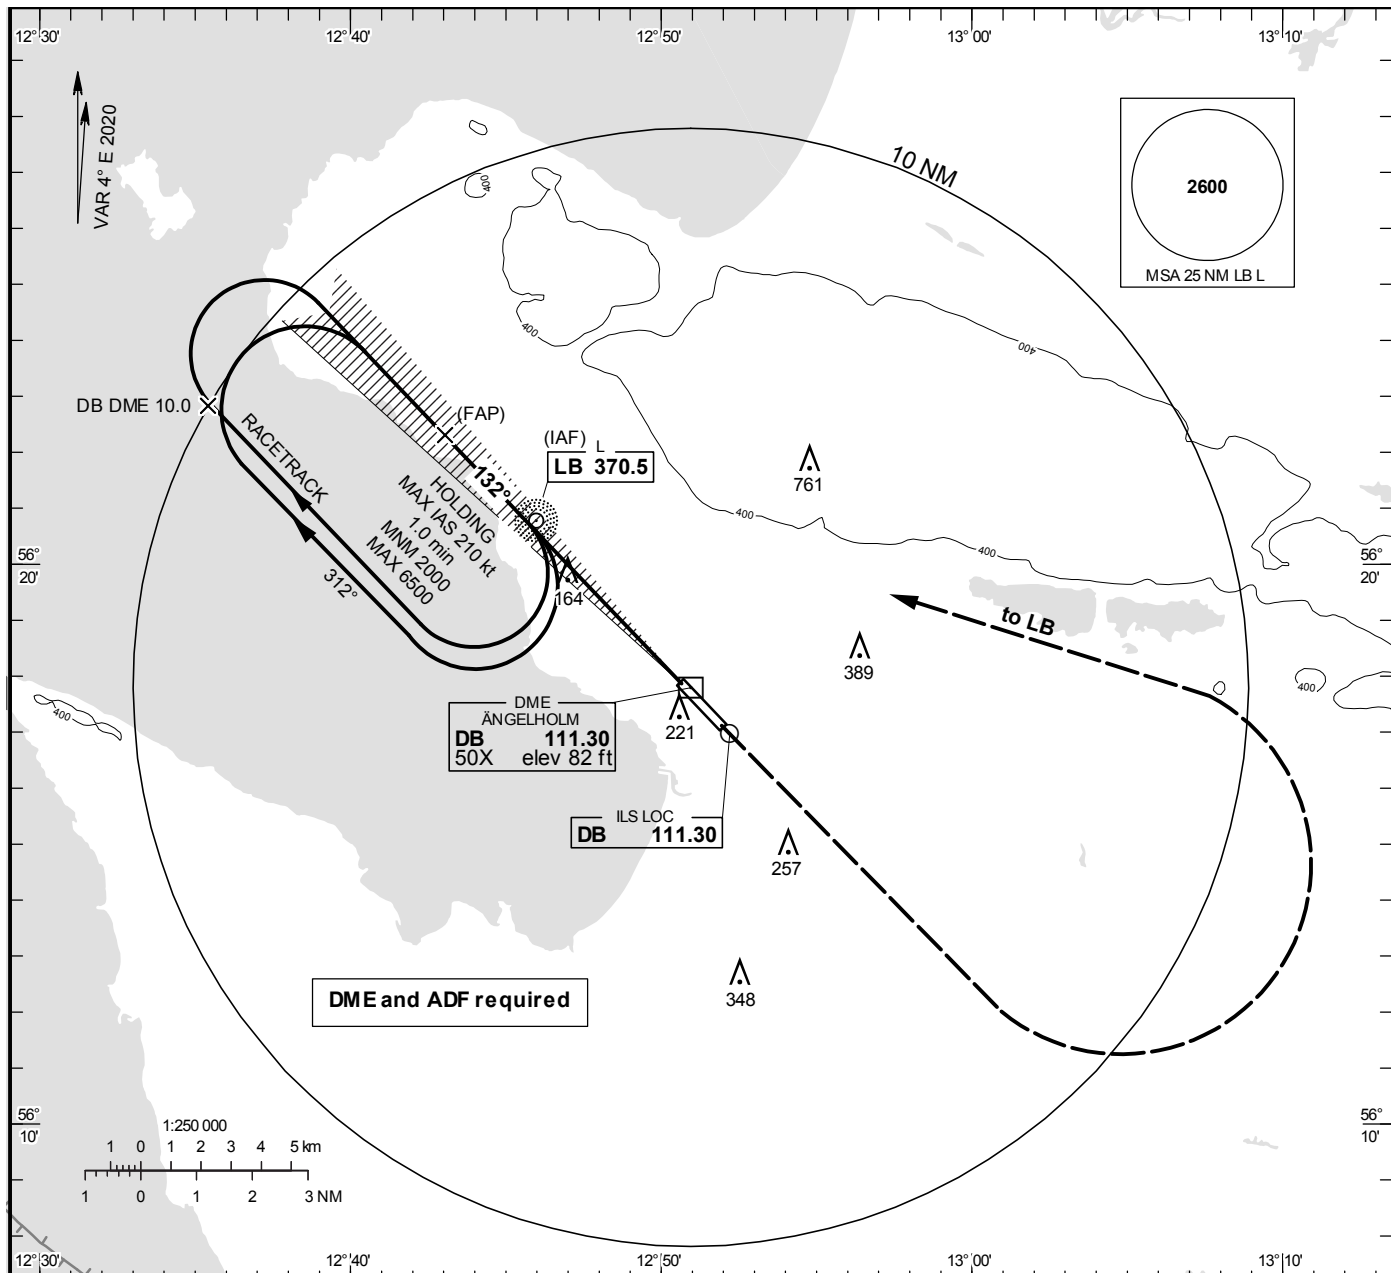 12°30'
12°40'
12°50'
13°00'
13°10'
VAR 4° E 2020
10 NM
2600
MSA 25 NM LB L
400
400
400
400
400
400
400
DB DME 10.0
RACETRACK
(FAP)
(IAF)
L
LB 370.5
132°
HOLDING
MAX IAS 210 kt
1.0 min
MNM 2000
MAX 6500
312°
761
164
389
to LB
56°
20'
56°
20'
DME
ÄNGELHOLM
DB 111.30
50X elev 82 ft
221
ILS LOC
DB 111.30
257
348
DME and ADF required
56°
10'
56°
10'
1:250 000
1 0 1 2 3 4 5 km
1 0 1 2 3 NM
12°30'
12°40'
12°50'
13°00'
13°10'